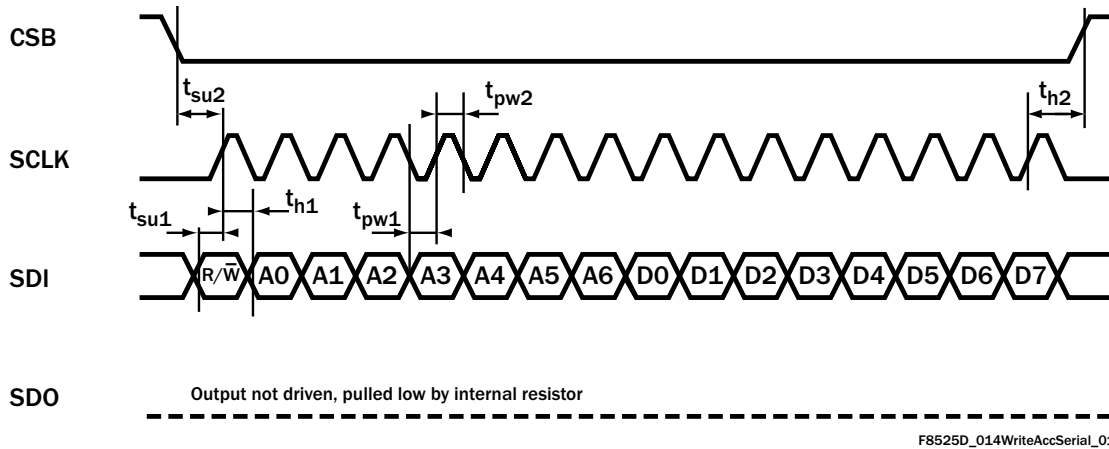 CSB
tsu2
tpw2
th2
SCLK
tsu1
th1
tpw1
SDI
R/W̅ A0 A1 A2 A3 A4 A5 A6 D0 D1 D2 D3 D4 D5 D6 D7
SDO
Output not driven, pulled low by internal resistor
F8525D_014WriteAccSerial_01